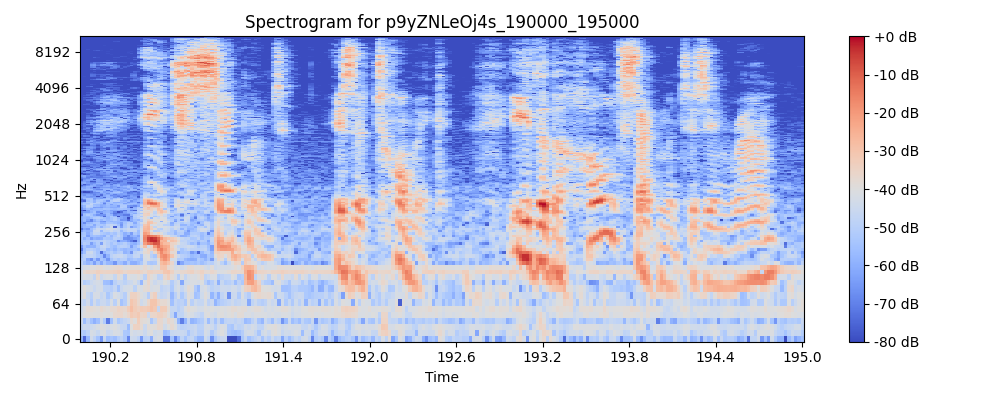 Spectrogram for p9yZNLeOj4s_190000_195000
8192
4096
2048
1024
512
256
128
64
0
Hz
190.2 190.8 191.4 192.0 192.6 193.2 193.8 194.4 195.0
Time
+0 dB
-10 dB
-20 dB
-30 dB
-40 dB
-50 dB
-60 dB
-70 dB
-80 dB